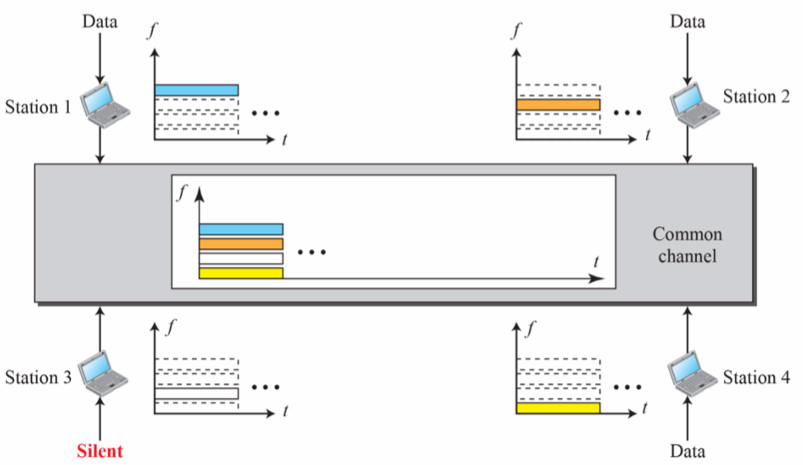 Data
f
Station 1
• • •
t
Data
f
Station 2
• • •
t
f
• • •
t
Common
channel
f
Station 3
• • •
t
Silent
f
Station 4
• • •
t
Data